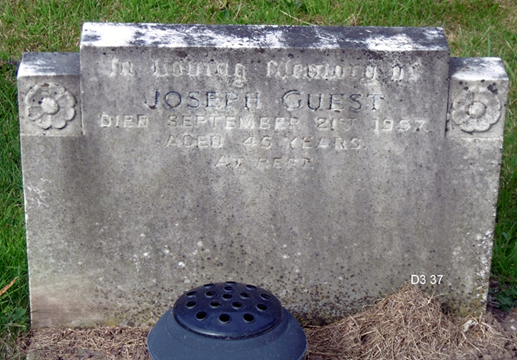 In Loving Memory of
JOSEPH GUEST
DIED SEPTEMBER 21ST 1957.
AGED 45 YEARS.
AT REST.
D3 37